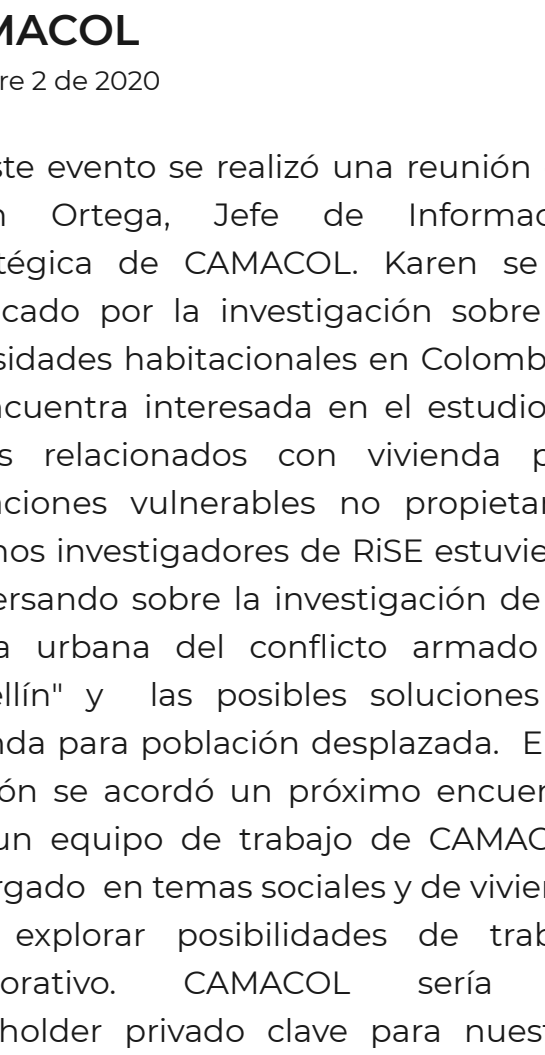 MACOL
re 2 de 2020
ste evento se realizó una reunión
n Ortega, Jefe de Informac
tégica de CAMACOL. Karen se
cado por la investigación sobre
sidades habitacionales en Colomb
ncuentra interesada en el estudio
s relacionados con vivienda p
aciones vulnerables no propietar
nos investigadores de RiSE estuvie
ersando sobre la investigación de
a urbana del conflicto armado
ellín" y las posibles soluciones
nda para población desplazada. E
ón se acordó un próximo encuen
un equipo de trabajo de CAMAC
rgado en temas sociales y de vivien
explorar posibilidades de trab
orativo. CAMACOL sería
holder privado clave para nuest